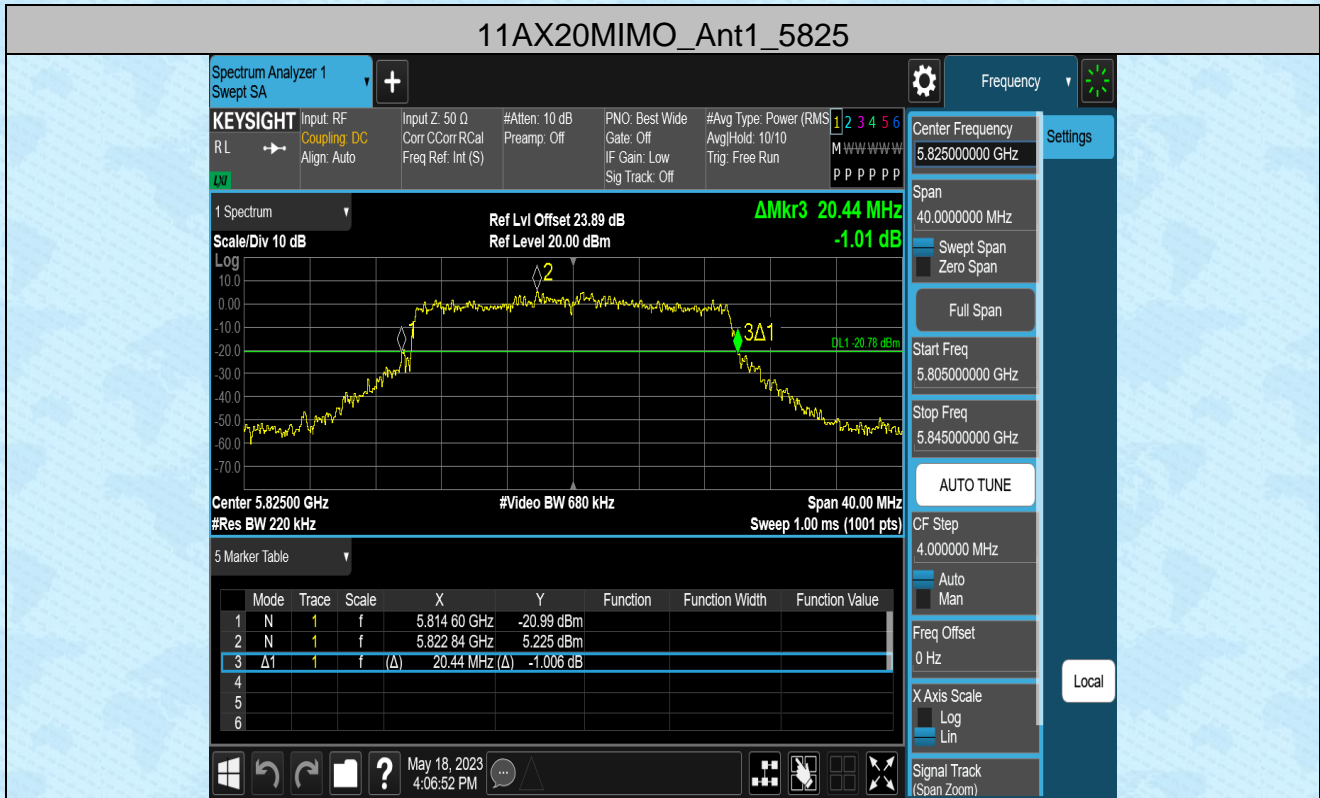 11AX20MIMO_Ant1_5825
Spectrum Analyzer 1
Swept SA
+
Frequency
KEYSIGHT
RL
LXI
Input: RF
Coupling: DC
Align: Auto
Input Z: 50 Ω
Corr CCorr RCal
Freq Ref: Int (S)
#Atten: 10 dB
Preamp: Off
PNO: Best Wide
Gate: Off
IF Gain: Low
Sig Track: Off
#Avg Type: Power (RMS
Avg|Hold: 10/10
Trig: Free Run
1 2 3 4 5 6
M W W W W W
P P P P P P
1 Spectrum
Ref Lvl Offset 23.89 dB
ΔMkr3 20.44 MHz
Scale/Div 10 dB
Ref Level 20.00 dBm
-1.01 dB
Log
10.0
0.00
-10.0
-20.0
-30.0
-40.0
-50.0
-60.0
-70.0
1
2
3Δ1
DL1 -20.78 dBm
Center 5.82500 GHz
#Video BW 680 kHz
Span 40.00 MHz
#Res BW 220 kHz
Sweep 1.00 ms (1001 pts)
5 Marker Table
Mode Trace Scale X Y Function Function Width Function Value
1 N 1 f 5.814 60 GHz -20.99 dBm
2 N 1 f 5.822 84 GHz 5.225 dBm
3 Δ1 1 f (Δ) 20.44 MHz (Δ) -1.006 dB
4
5
6
May 18, 2023
4:06:52 PM
?
Center Frequency
5.825000000 GHz
Settings
Span
40.0000000 MHz
Swept Span
Zero Span
Full Span
Start Freq
5.805000000 GHz
Stop Freq
5.845000000 GHz
AUTO TUNE
CF Step
4.000000 MHz
Auto
Man
Freq Offset
0 Hz
Local
X Axis Scale
Log
Lin
Signal Track
(Span Zoom)